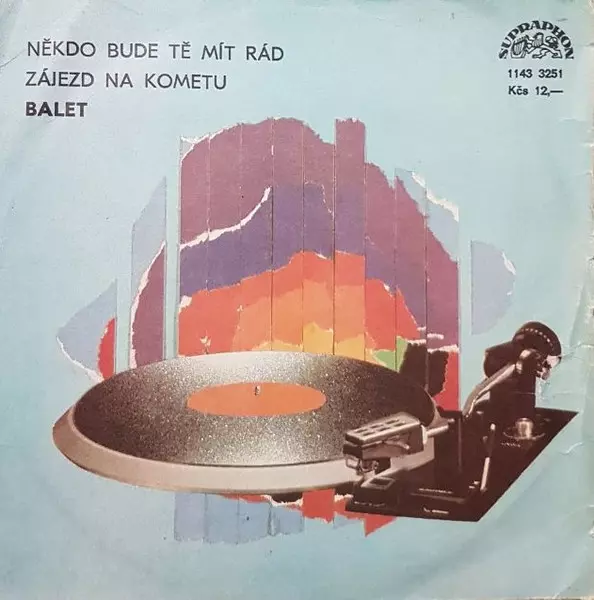 NĚKDO BUDE TĚ MÍT RÁD
ZÁJEZD NA KOMETU
BALET
SUPRAPHON
1143 3251
Kčs 12,—